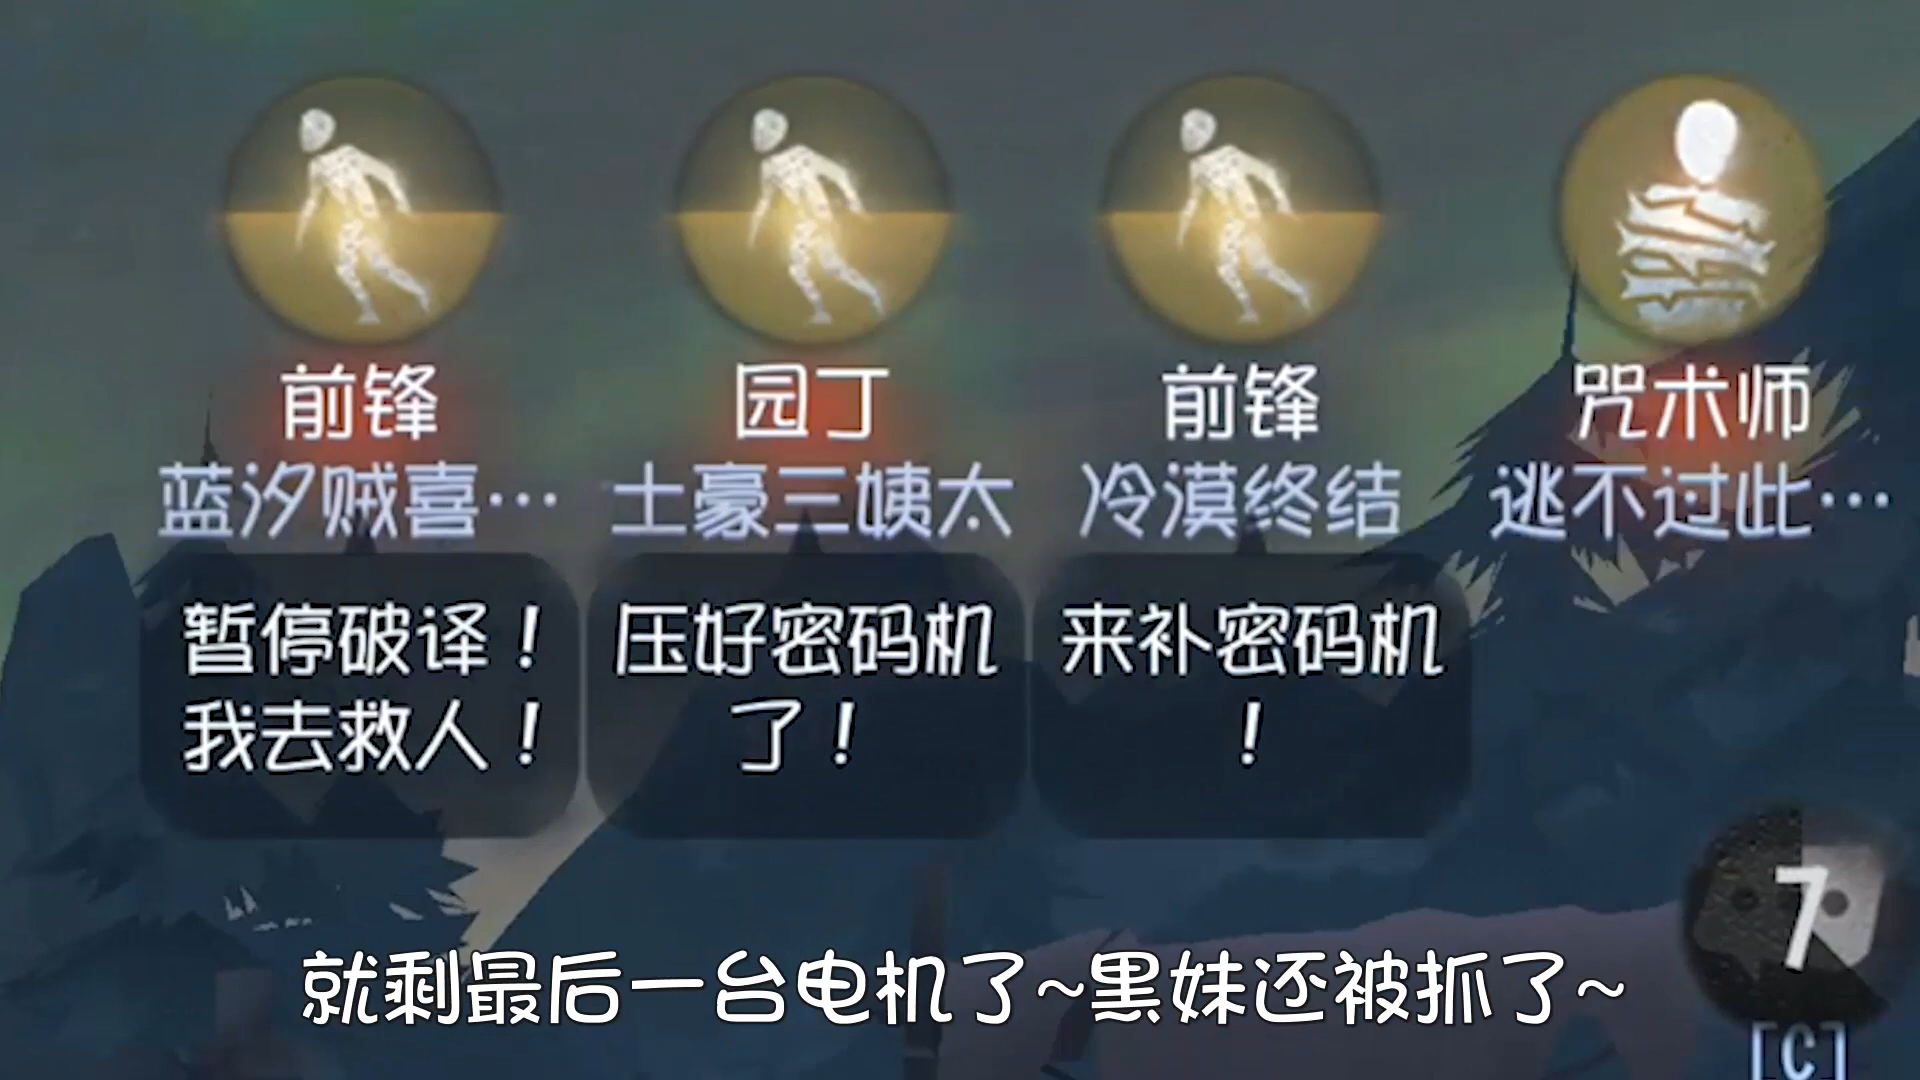 前锋 园丁 前锋 咒术师
蓝汐贼喜… 土豪三姨太 冷漠终结 逃不过此…
暂停破译！
我去救人！
压好密码机
了！
来补密码机
！
7
就剩最后一台电机了~黑妹还被抓了~
[C]